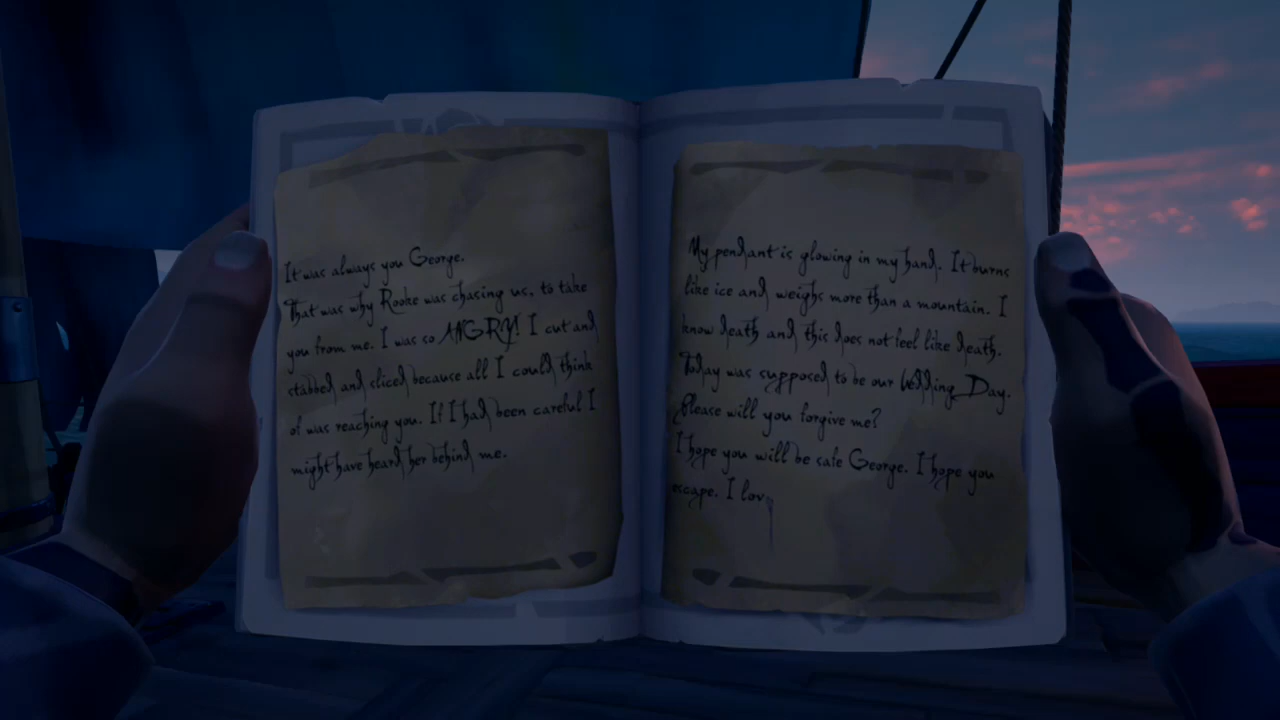 It was always you George.
That was why Rooke was chasing us, to take
you from me. I was so ANGRY I cut and
stabbed and sliced because all I could think
of was reaching you. If I had been careful I
might have heard her behind me.
My pendant is glowing in my hand. It burns
like ice and weighs more than a mountain. I
know death and this does not feel like death.
Today was supposed to be our Wedding Day.
Please will you forgive me?
I hope you will be safe George. I hope you
escape. I lov